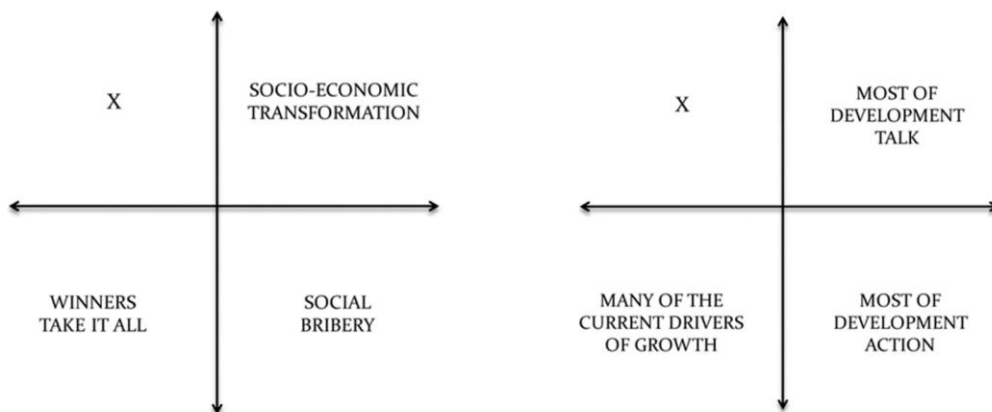 X
SOCIO-ECONOMIC
TRANSFORMATION
WINNERS
TAKE IT ALL
SOCIAL
BRIBERY
X
MOST OF
DEVELOPMENT
TALK
MANY OF THE
CURRENT DRIVERS
OF GROWTH
MOST OF
DEVELOPMENT
ACTION